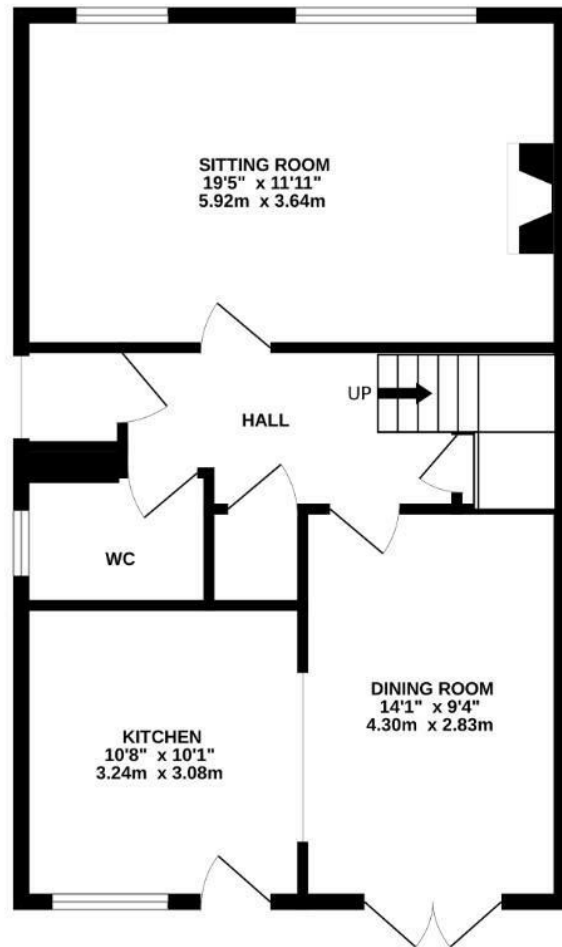 SITTING ROOM
19'5" x 11'11"
5.92m x 3.64m
UP
HALL
WC
DINING ROOM
14'1" x 9'4"
4.30m x 2.83m
KITCHEN
10'8" x 10'1"
3.24m x 3.08m